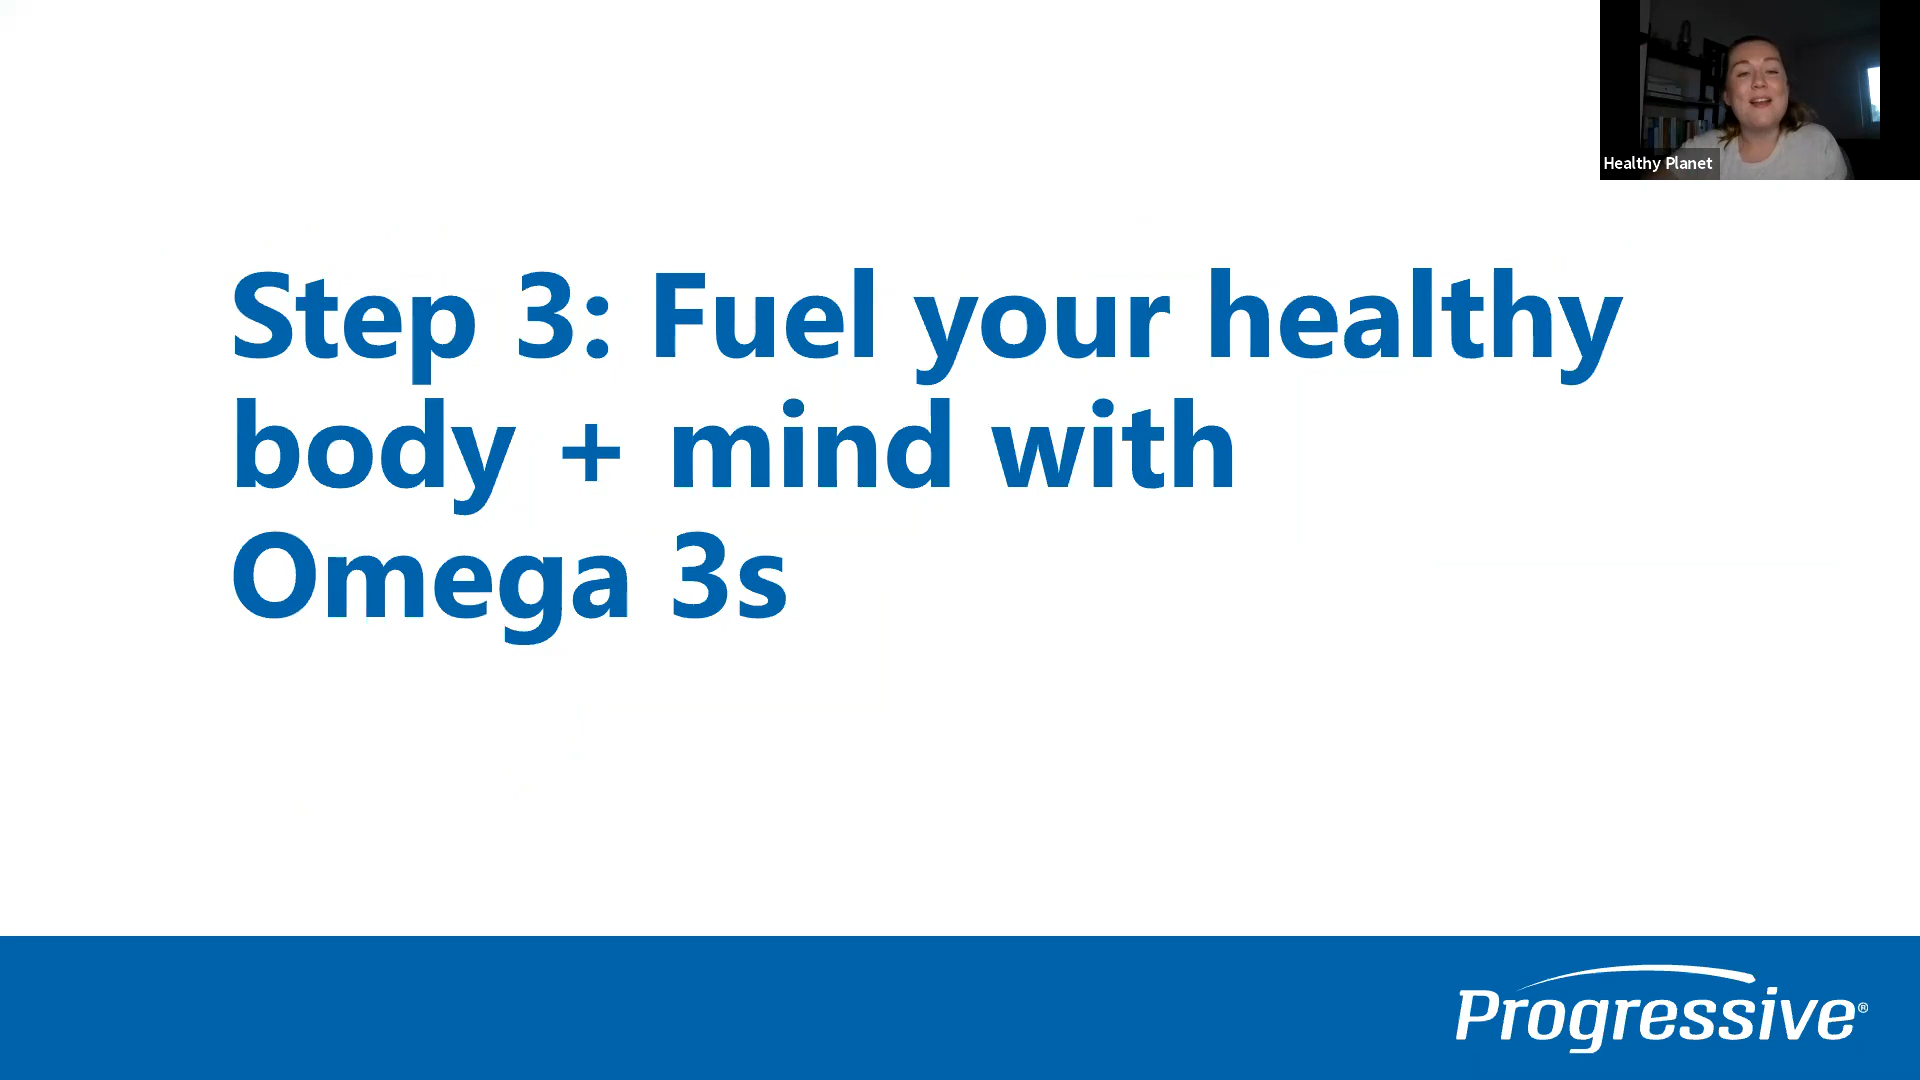 Healthy Planet
Step 3: Fuel your healthy
body + mind with
Omega 3s
Progressive®